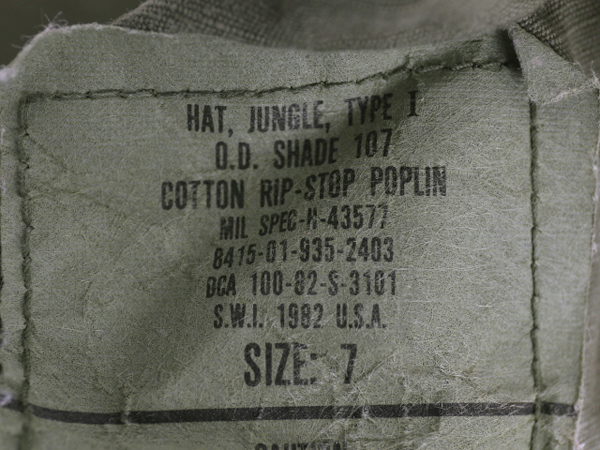 HAT, JUNGLE, TYPE I
O.D. SHADE 107
COTTON RIP-STOP POPLIN
MIL SPEC-H-43577
8415-01-935-2403
DCA 100-82-S-3101
S.W.I. 1982 U.S.A.
SIZE: 7
CAUTION